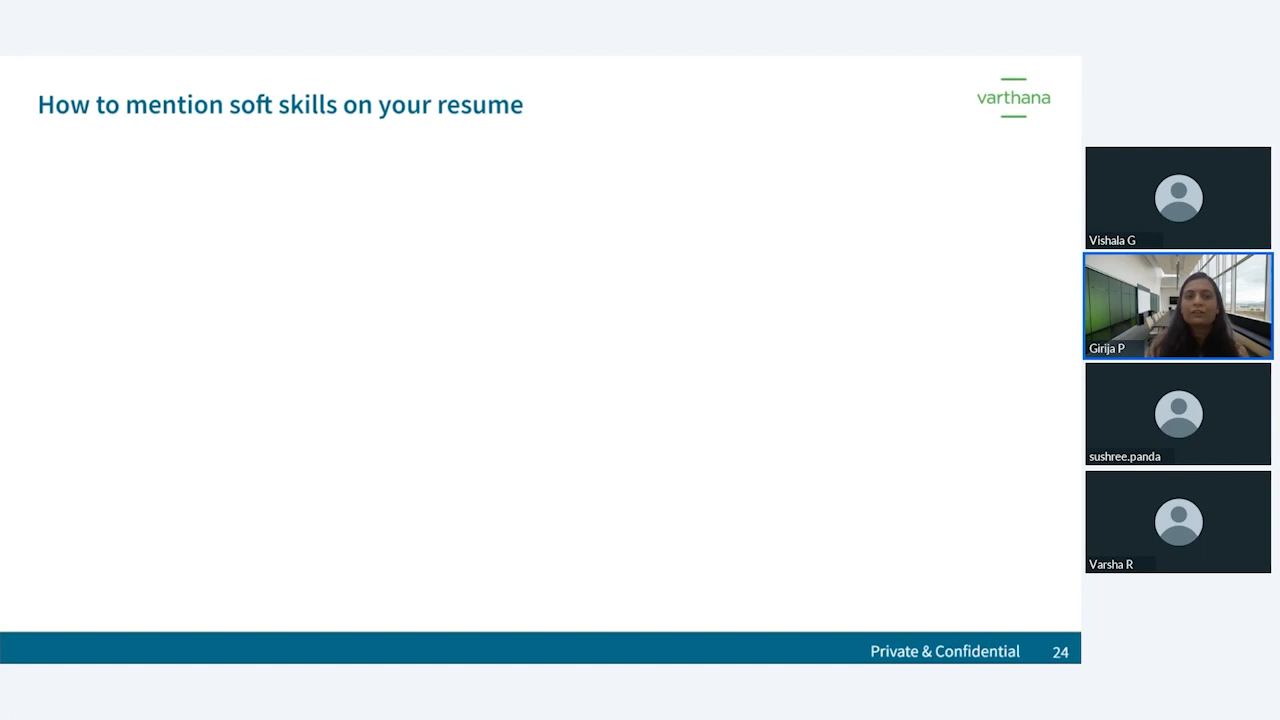 How to mention soft skills on your resume
varthana
Vishala G
Girija P
sushree.panda
Varsha R
Private & Confidential 24